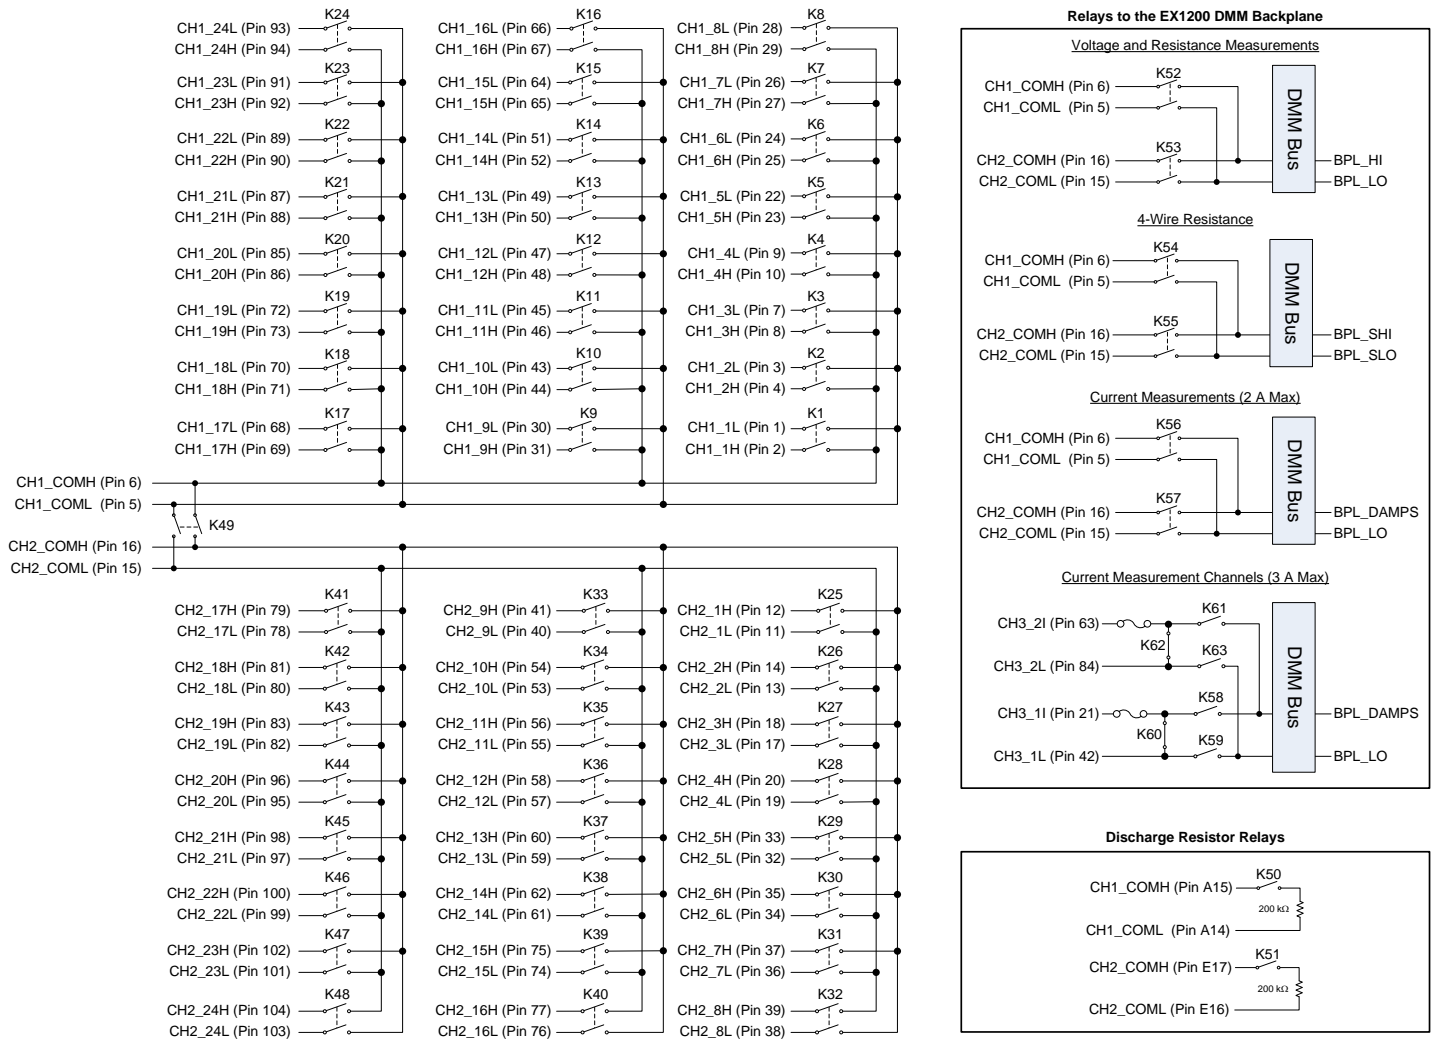 K24 K16 K8
CH1_24L (Pin 93) CH1_16L (Pin 66) CH1_8L (Pin 28)
CH1_24H (Pin 94) CH1_16H (Pin 67) CH1_8H (Pin 29)
K23 K15 K7
CH1_23L (Pin 91) CH1_15L (Pin 64) CH1_7L (Pin 26)
CH1_23H (Pin 92) CH1_15H (Pin 65) CH1_7H (Pin 27)
K22 K14 K6
CH1_22L (Pin 89) CH1_14L (Pin 51) CH1_6L (Pin 24)
CH1_22H (Pin 90) CH1_14H (Pin 52) CH1_6H (Pin 25)
K21 K13 K5
CH1_21L (Pin 87) CH1_13L (Pin 49) CH1_5L (Pin 22)
CH1_21H (Pin 88) CH1_13H (Pin 50) CH1_5H (Pin 23)
K20 K12 K4
CH1_20L (Pin 85) CH1_12L (Pin 47) CH1_4L (Pin 9)
CH1_20H (Pin 86) CH1_12H (Pin 48) CH1_4H (Pin 10)
K19 K11 K3
CH1_19L (Pin 72) CH1_11L (Pin 45) CH1_3L (Pin 7)
CH1_19H (Pin 73) CH1_11H (Pin 46) CH1_3H (Pin 8)
K18 K10 K2
CH1_18L (Pin 70) CH1_10L (Pin 43) CH1_2L (Pin 3)
CH1_18H (Pin 71) CH1_10H (Pin 44) CH1_2H (Pin 4)
K17 K9 K1
CH1_17L (Pin 68) CH1_9L (Pin 30) CH1_1L (Pin 1)
CH1_17H (Pin 69) CH1_9H (Pin 31) CH1_1H (Pin 2)
CH1_COMH (Pin 6)
CH1_COML (Pin 5)
K49
CH2_COMH (Pin 16)
CH2_COML (Pin 15)
K41 K33 K25
CH2_17H (Pin 79) CH2_9H (Pin 41) CH2_1H (Pin 12)
CH2_17L (Pin 78) CH2_9L (Pin 40) CH2_1L (Pin 11)
K42 K34 K26
CH2_18H (Pin 81) CH2_10H (Pin 54) CH2_2H (Pin 14)
CH2_18L (Pin 80) CH2_10L (Pin 53) CH2_2L (Pin 13)
K43 K35 K27
CH2_19H (Pin 83) CH2_11H (Pin 56) CH2_3H (Pin 18)
CH2_19L (Pin 82) CH2_11L (Pin 55) CH2_3L (Pin 17)
K44 K36 K28
CH2_20H (Pin 96) CH2_12H (Pin 58) CH2_4H (Pin 20)
CH2_20L (Pin 95) CH2_12L (Pin 57) CH2_4L (Pin 19)
K45 K37 K29
CH2_21H (Pin 98) CH2_13H (Pin 60) CH2_5H (Pin 33)
CH2_21L (Pin 97) CH2_13L (Pin 59) CH2_5L (Pin 32)
K46 K38 K30
CH2_22H (Pin 100) CH2_14H (Pin 62) CH2_6H (Pin 35)
CH2_22L (Pin 99) CH2_14L (Pin 61) CH2_6L (Pin 34)
K47 K39 K31
CH2_23H (Pin 102) CH2_15H (Pin 75) CH2_7H (Pin 37)
CH2_23L (Pin 101) CH2_15L (Pin 74) CH2_7L (Pin 36)
K48 K40 K32
CH2_24H (Pin 104) CH2_16H (Pin 77) CH2_8H (Pin 39)
CH2_24L (Pin 103) CH2_16L (Pin 76) CH2_8L (Pin 38)
Relays to the EX1200 DMM Backplane
Voltage and Resistance Measurements
K52
CH1_COMH (Pin 6)
CH1_COML (Pin 5)
DMM Bus
K53
CH2_COMH (Pin 16) BPL_HI
CH2_COML (Pin 15) BPL_LO
4-Wire Resistance
K54
CH1_COMH (Pin 6)
CH1_COML (Pin 5)
DMM Bus
K55
CH2_COMH (Pin 16) BPL_SHI
CH2_COML (Pin 15) BPL_SLO
Current Measurements (2 A Max)
K56
CH1_COMH (Pin 6)
CH1_COML (Pin 5)
DMM Bus
K57
CH2_COMH (Pin 16) BPL_DAMPS
CH2_COML (Pin 15) BPL_LO
Current Measurement Channels (3 A Max)
K61
CH3_2I (Pin 63)
K62 K63
CH3_2L (Pin 84)
DMM Bus
K58
CH3_1I (Pin 21) BPL_DAMPS
K60 K59
CH3_1L (Pin 42) BPL_LO
Discharge Resistor Relays
K50
CH1_COMH (Pin A15)
200 kΩ
CH1_COML (Pin A14)
K51
CH2_COMH (Pin E17)
200 kΩ
CH2_COML (Pin E16)